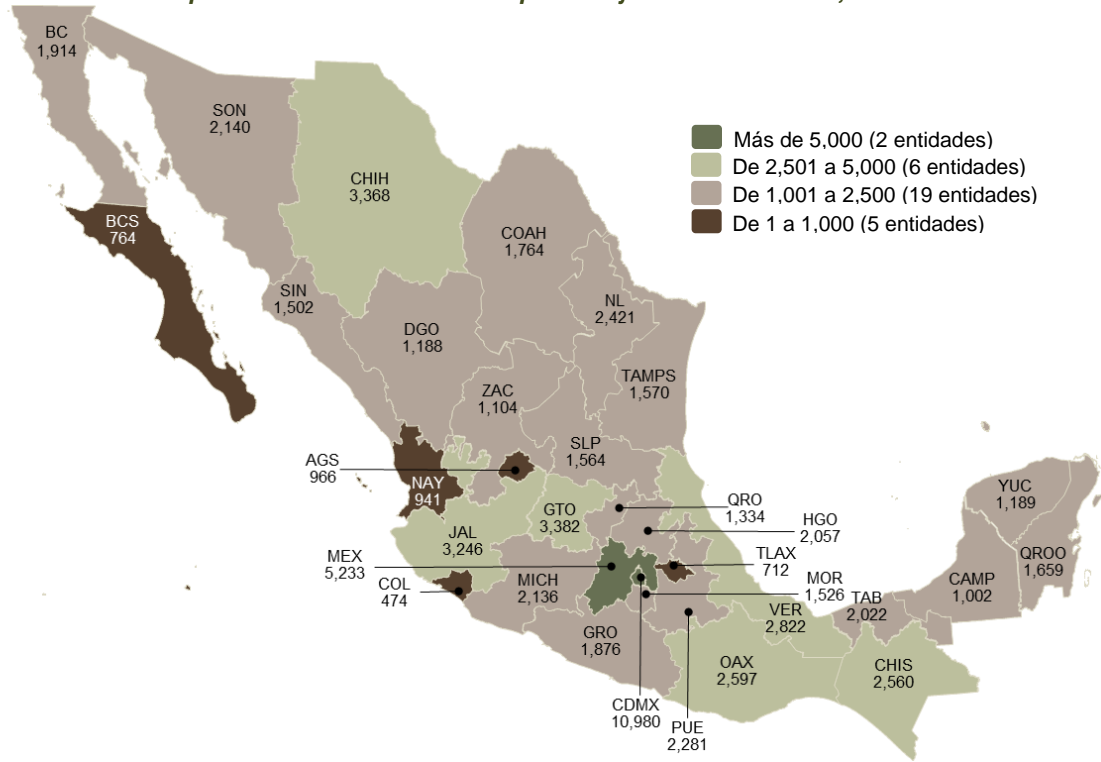 BC
1,914
SON
2,140
CHIH
3,368
Más de 5,000 (2 entidades)
De 2,501 a 5,000 (6 entidades)
De 1,001 a 2,500 (19 entidades)
De 1 a 1,000 (5 entidades)
BCS
764
COAH
1,764
SIN
1,502
NL
2,421
DGO
1,188
TAMPS
1,570
ZAC
1,104
SLP
1,564
AGS
966
NAY
941
GTO
3,382
QRO
1,334
HGO
2,057
YUC
1,189
JAL
3,246
MEX
5,233
TLAX
712
QROO
1,659
COL
474
MICH
2,136
MOR
1,526
TAB
2,022
CAMP
1,002
VER
2,822
GRO
1,876
OAX
2,597
CHIS
2,560
CDMX
10,980
PUE
2,281